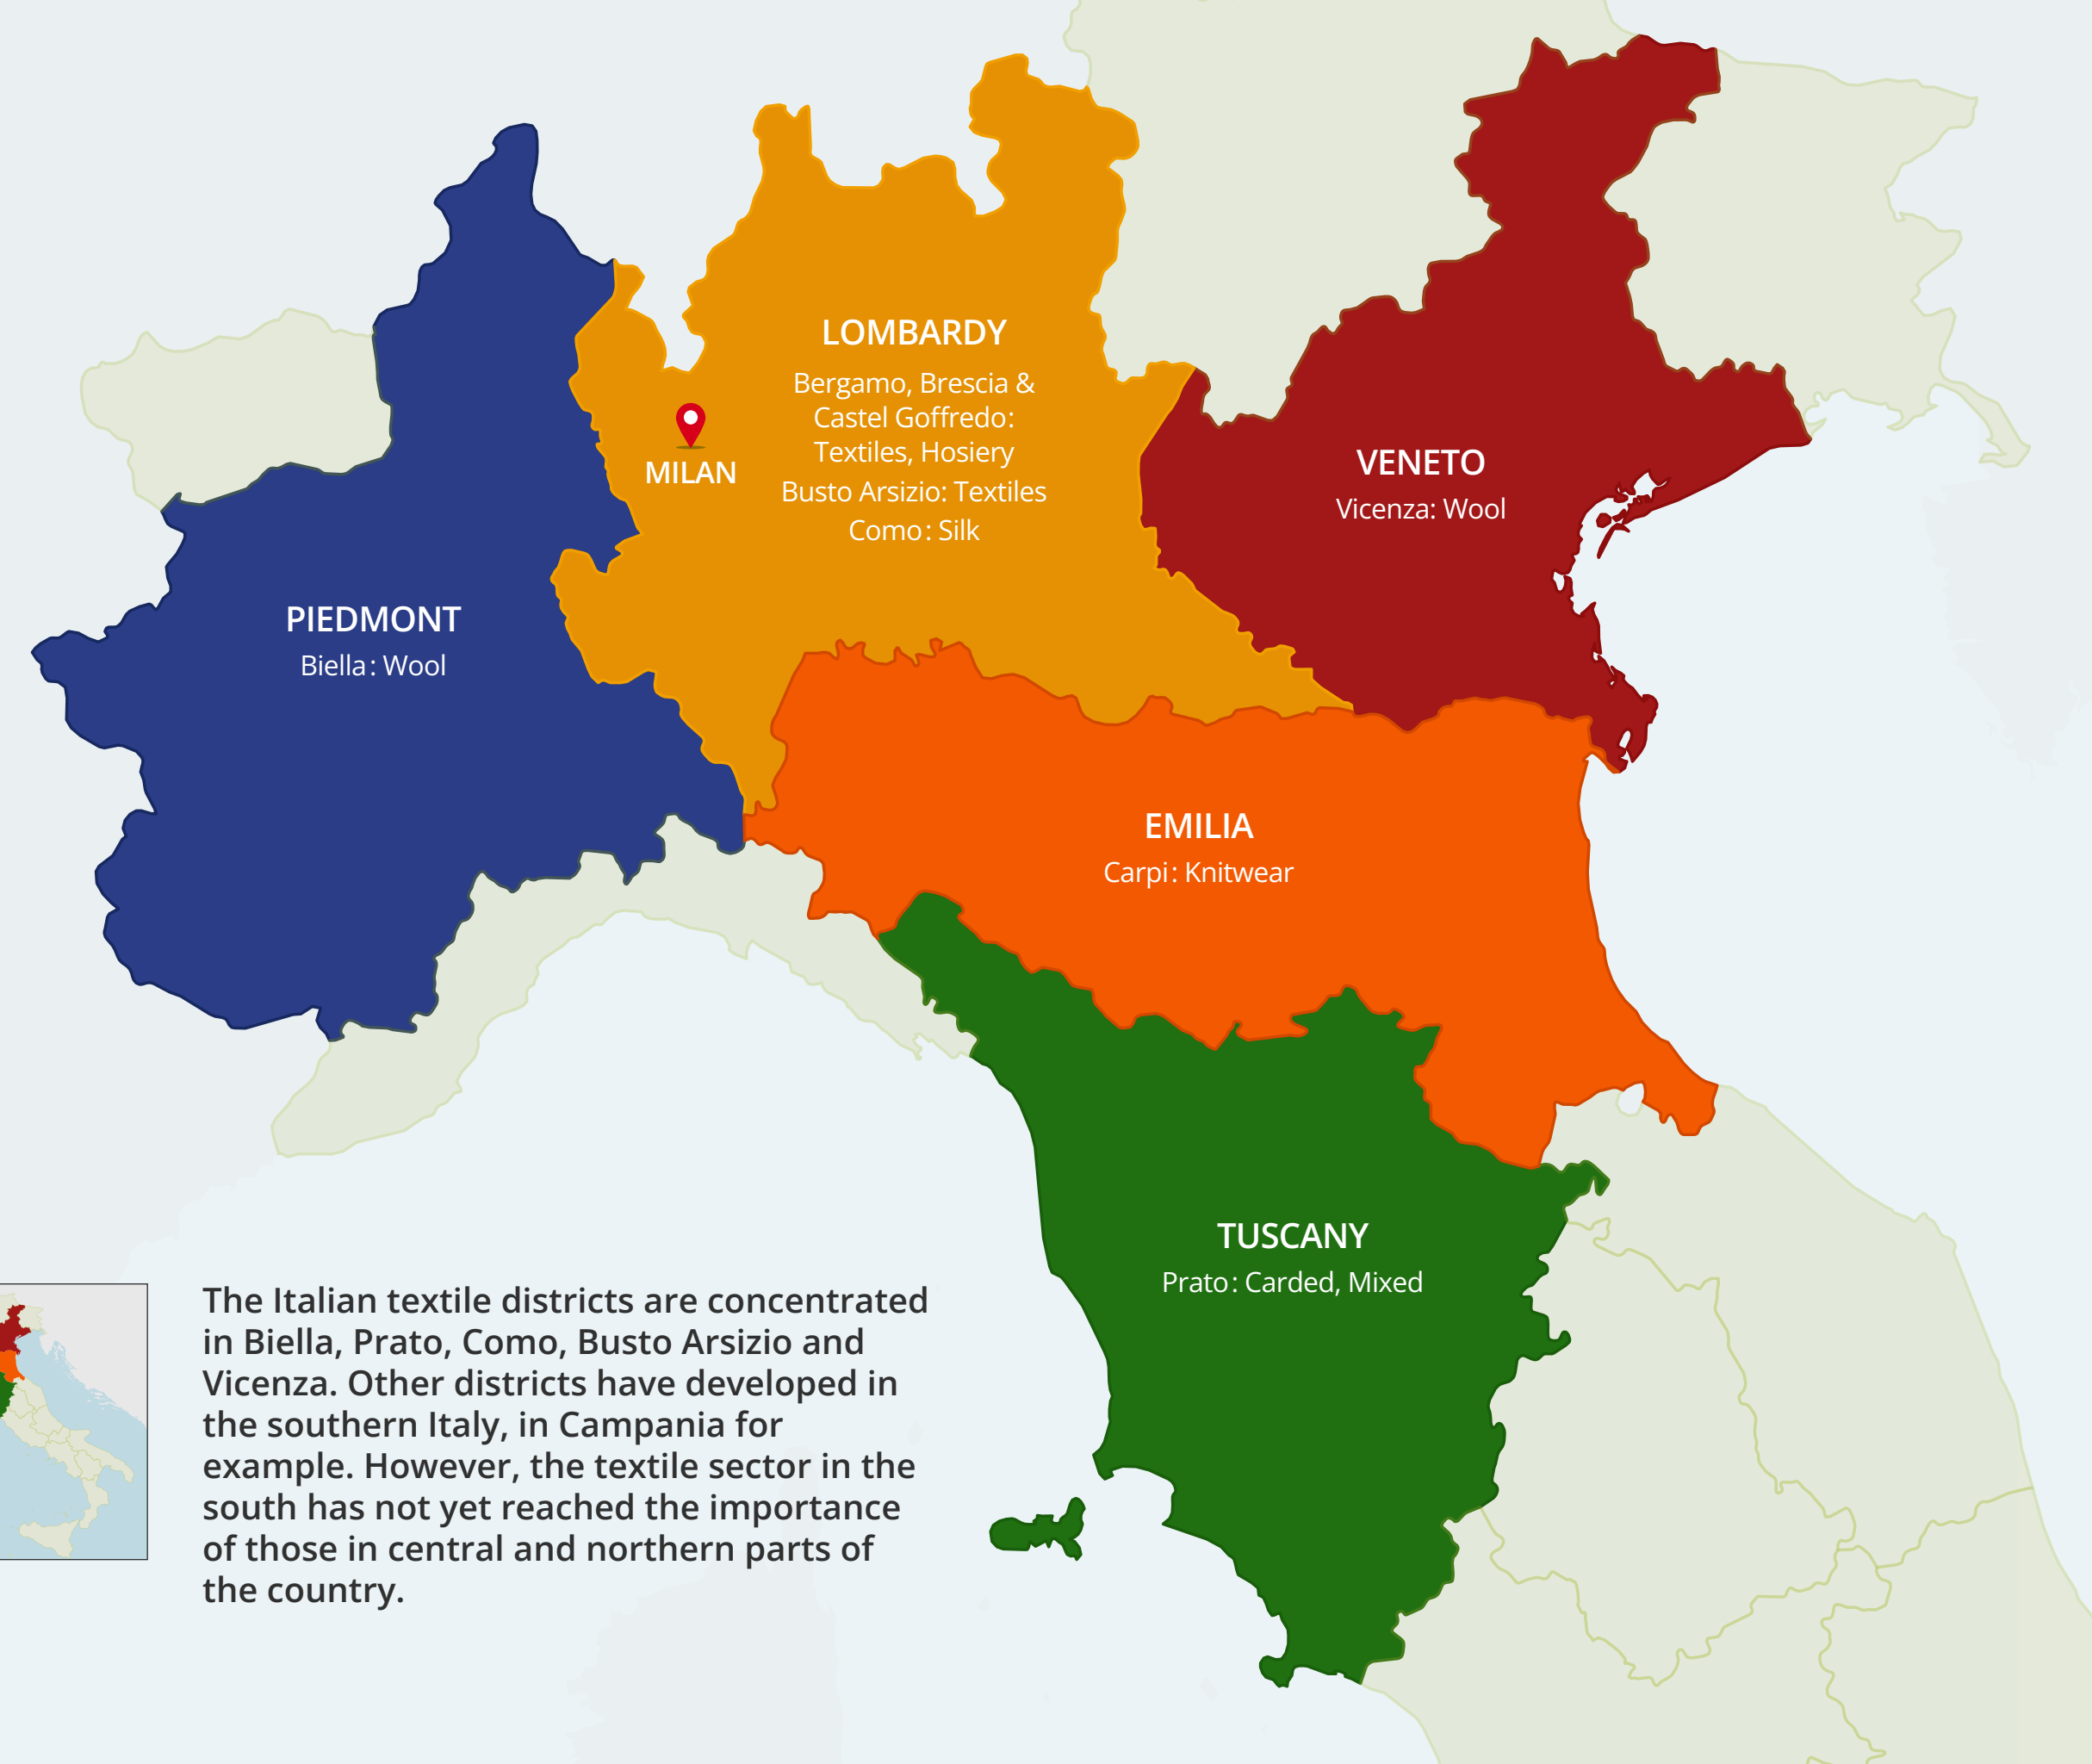 LOMBARDY
Bergamo, Brescia &
Castel Goffredo:
Textiles, Hosiery
Busto Arsizio: Textiles
Como: Silk
MILAN
VENETO
Vicenza: Wool
PIEDMONT
Biella: Wool
EMILIA
Carpi: Knitwear
TUSCANY
Prato: Carded, Mixed
The Italian textile districts are concentrated
in Biella, Prato, Como, Busto Arsizio and
Vicenza. Other districts have developed in
the southern Italy, in Campania for
example. However, the textile sector in the
south has not yet reached the importance
of those in central and northern parts of
the country.